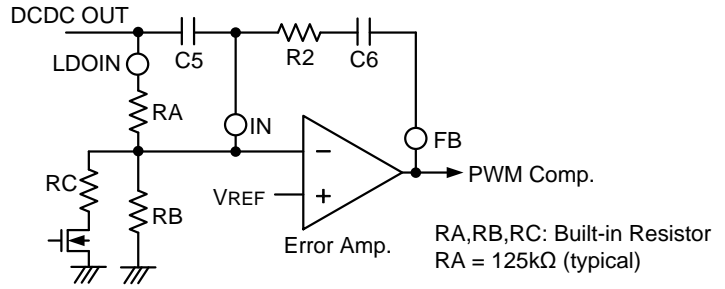 DCDC OUT
C5
R2
C6
LDOIN
RA
IN
FB
RC
RB
VREF
PWM Comp.
Error Amp.
RA,RB,RC: Built-in Resistor
RA = 125kΩ (typical)